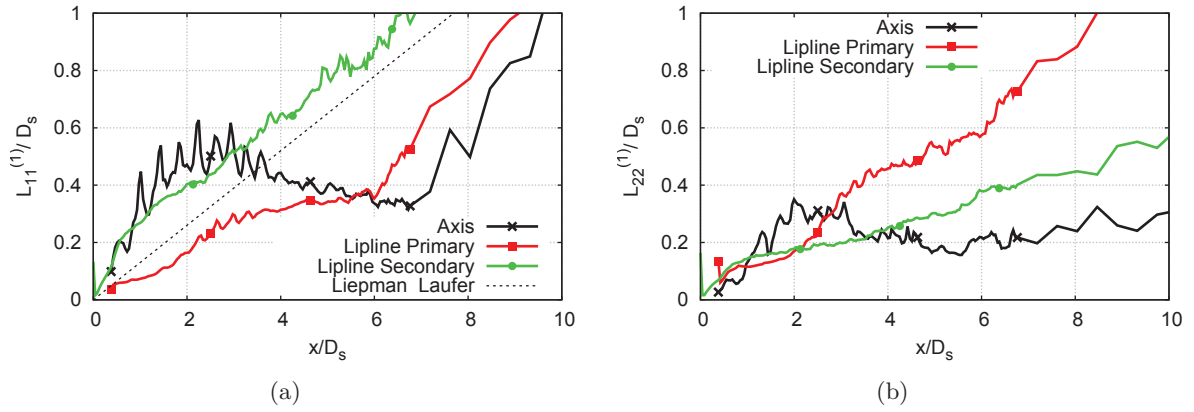 L₁₁⁽¹⁾/ Dₛ
1
0.8
0.6
0.4
0.2
0
0 2 4 6 8 10
x/Dₛ
Axis
Lipline Primary
Lipline Secondary
Liepman Laufer
(a)
L₂₂⁽¹⁾/ Dₛ
1
0.8
0.6
0.4
0.2
0
0 2 4 6 8 10
x/Dₛ
Axis
Lipline Primary
Lipline Secondary
(b)